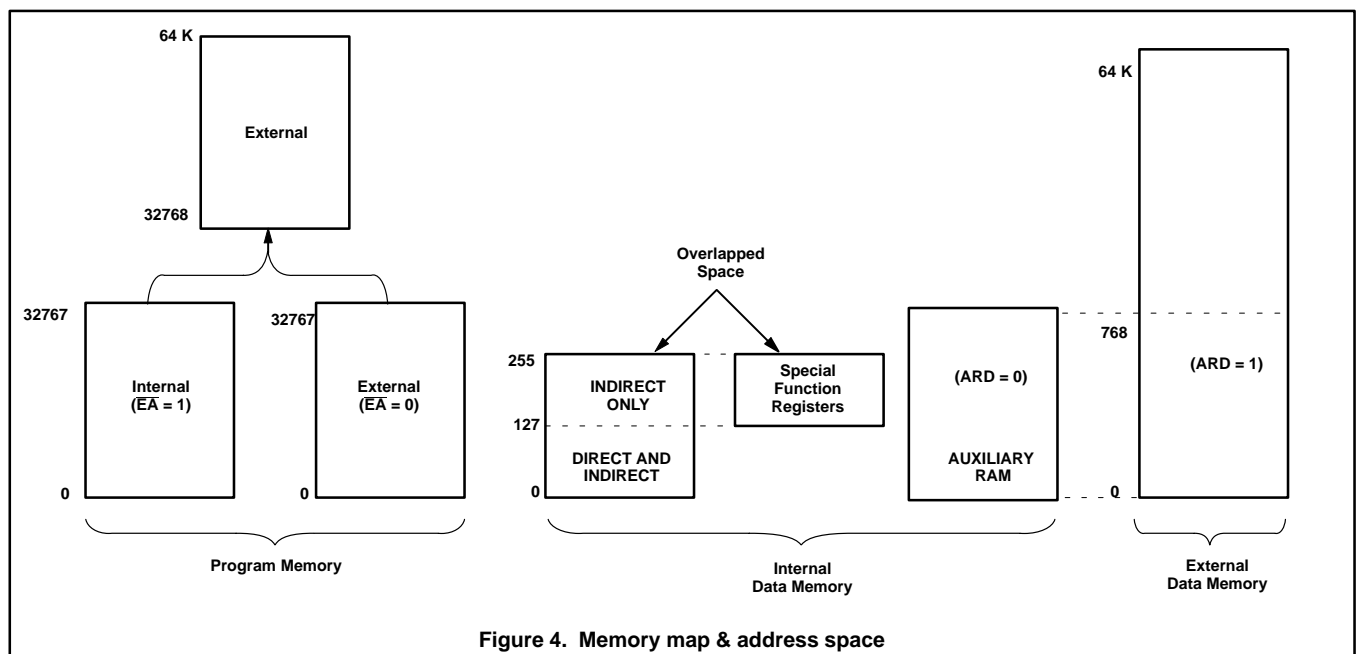 64 K
External
32768
32767
Internal
(EA = 1)
0
32767
External
(EA = 0)
0
Program Memory
Overlapped
Space
255
INDIRECT
ONLY
127
DIRECT AND
INDIRECT
0
Special
Function
Registers
(ARD = 0)
AUXILIARY
RAM
Internal
Data Memory
64 K
768
(ARD = 1)
0
External
Data Memory
Figure 4. Memory map & address space